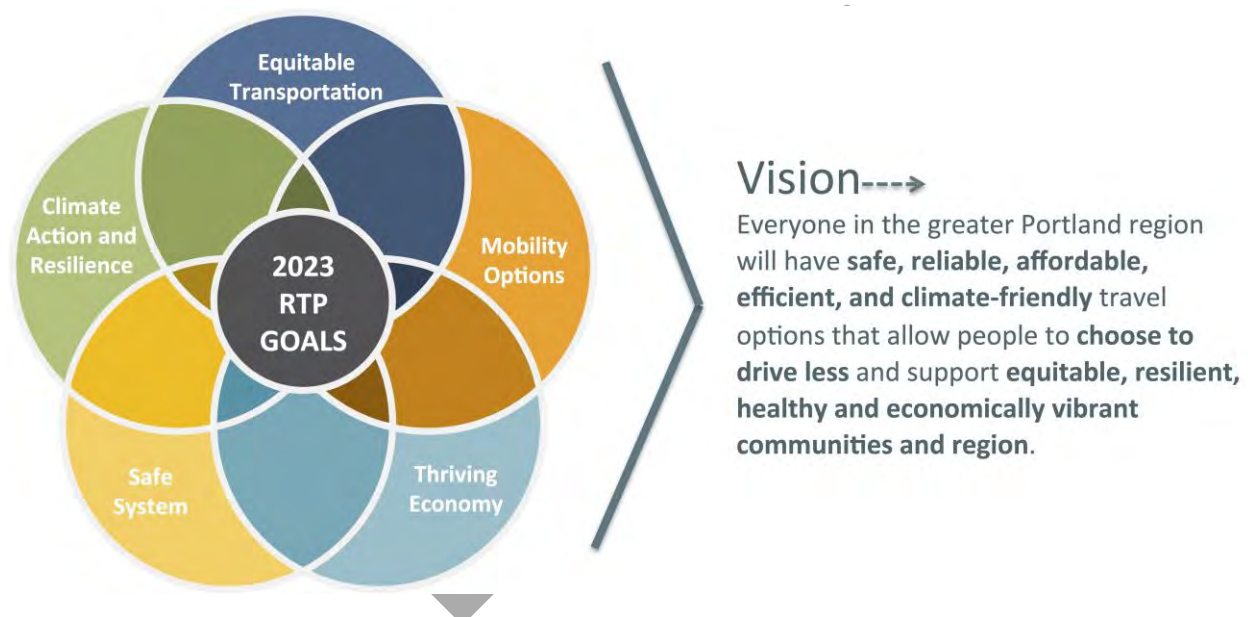 Equitable
Transportation
Climate
Action and
Resilience
Mobility
Options
2023
RTP
GOALS
Safe
System
Thriving
Economy
Vision---->
Everyone in the greater Portland region
will have safe, reliable, affordable,
efficient, and climate-friendly travel
options that allow people to choose to
drive less and support equitable, resilient,
healthy and economically vibrant
communities and region.